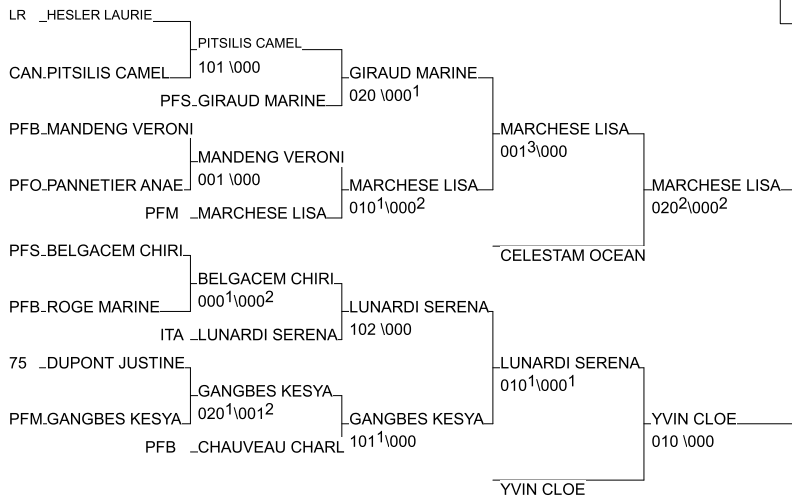 LR HESLER LAURIE
PITSILIS CAMEL
101 \000
CAN PITSILIS CAMEL
GIRAUD MARINE
020 \000¹
PFS GIRAUD MARINE
PFB MANDENG VERONI
MARCHESE LISA
001³\000
MANDENG VERONI
001 \000
PFO PANNETIER ANAE
MARCHESE LISA
010¹\000²
MARCHESE LISA
020²\000²
PFM MARCHESE LISA
PFS BELGACEM CHIRI
CELESTAM OCEAN
BELGACEM CHIRI
000¹\000²
PFB ROGE MARINE
LUNARDI SERENA
102 \000
ITA LUNARDI SERENA
75 DUPONT JUSTINE
LUNARDI SERENA
010¹\000¹
GANGBES KESYA
020¹\001²
PFM GANGBES KESYA
GANGBES KESYA
101¹\000
YVIN CLOE
010 \000
PFB CHAUVEAU CHARL
YVIN CLOE